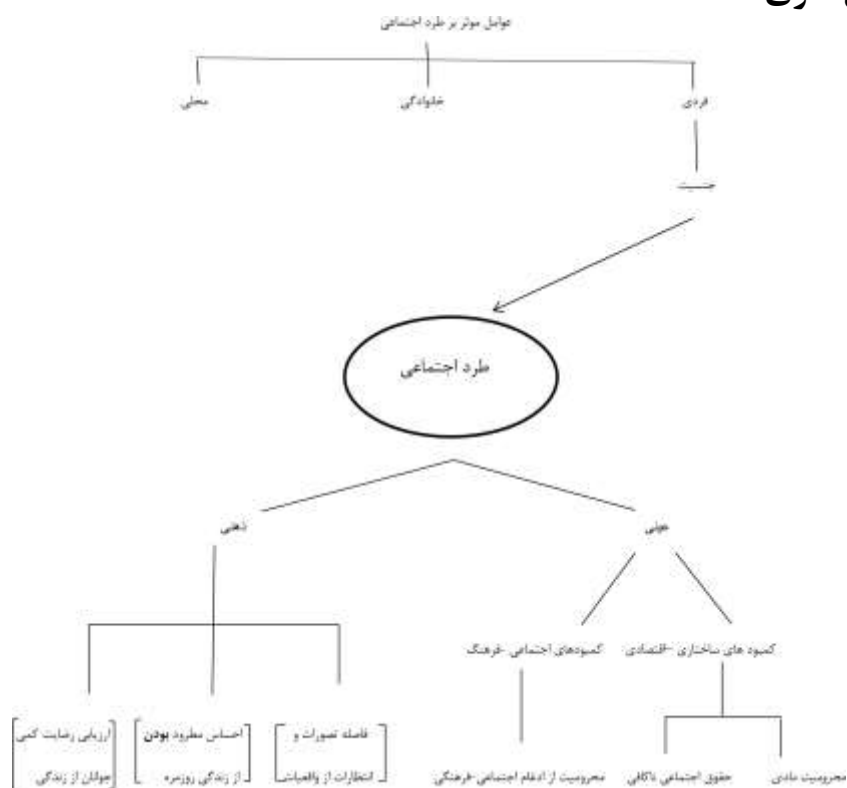 عوامل موثر بر طرد اجتماعی
فردی
خانوادگی
محلی
جنسیت
طرد اجتماعی
عینی
ذهنی
کمبود های ساختاری -اقتصادی
کمبودهای اجتماعی -فرهنگ
فاصله تصورات و
انتظارات از واقعیات
احساس مطرود بودن
از زندگی روزمره
ارزیابی رضایت کمی
جوانان از زندگی
محرومیت مادی
حقوق اجتماعی ناکافی
محرومیت از ادغام اجتماعی-فرهنگی